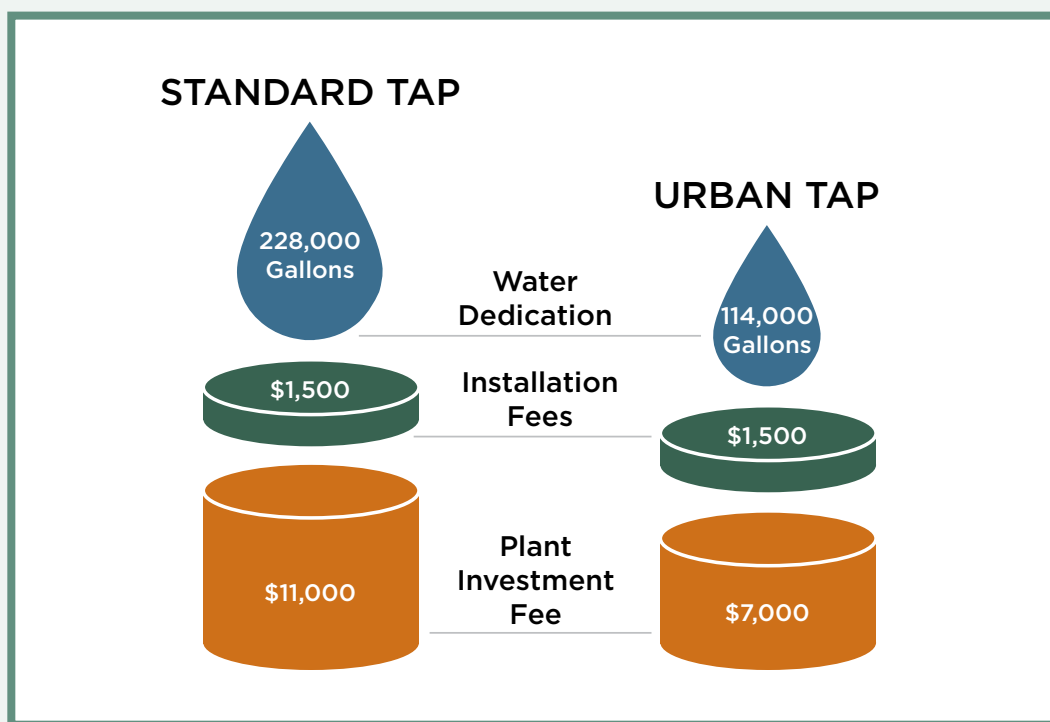 STANDARD TAP
228,000
Gallons
$1,500
$11,000
Water
Dedication
Installation
Fees
Plant
Investment
Fee
URBAN TAP
114,000
Gallons
$1,500
$7,000